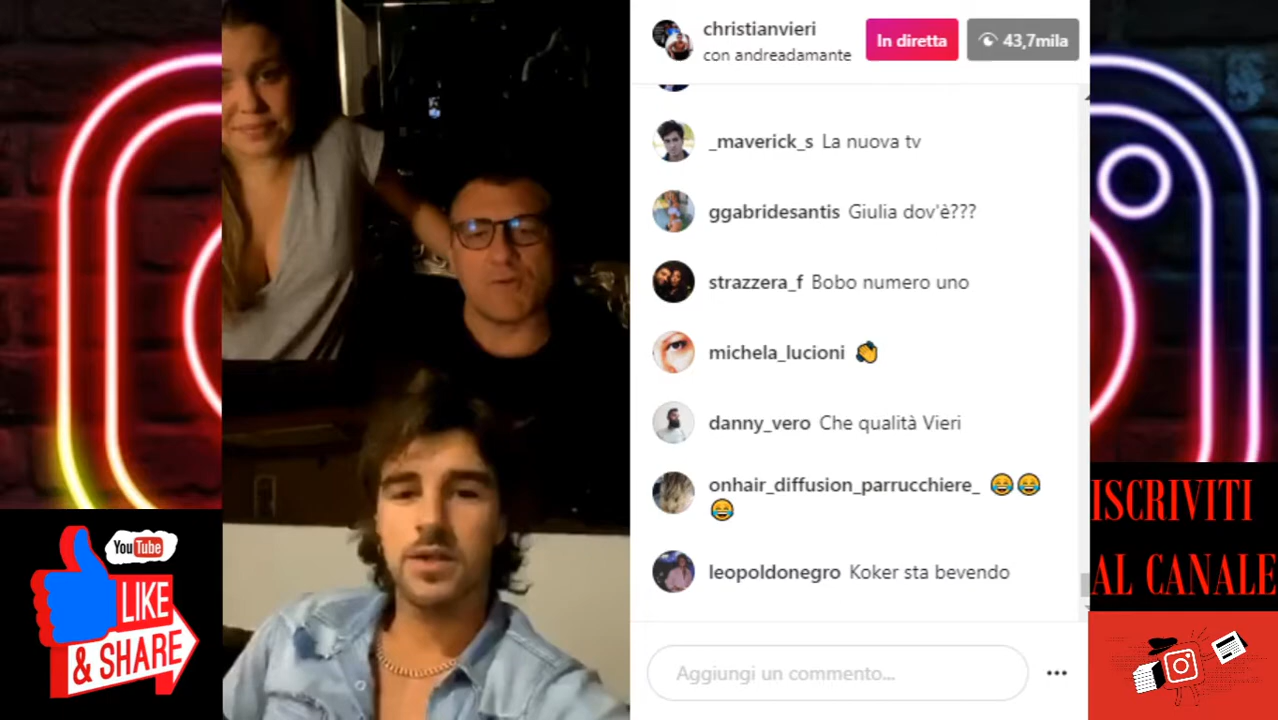 christianvieri
con andreadamante
In diretta
43,7mila
_maverick_s La nuova tv
ggabridesantis Giulia dov'è???
strazzera_f Bobo numero uno
michela_lucioni 👏
danny_vero Che qualità Vieri
onhair_diffusion_parrucchiere_ 😂😂
😂
leopoldonegro Koker sta bevendo
Aggiungi un commento...
YouTube
LIKE
& SHARE
ISCRIVITI
AL CANALE